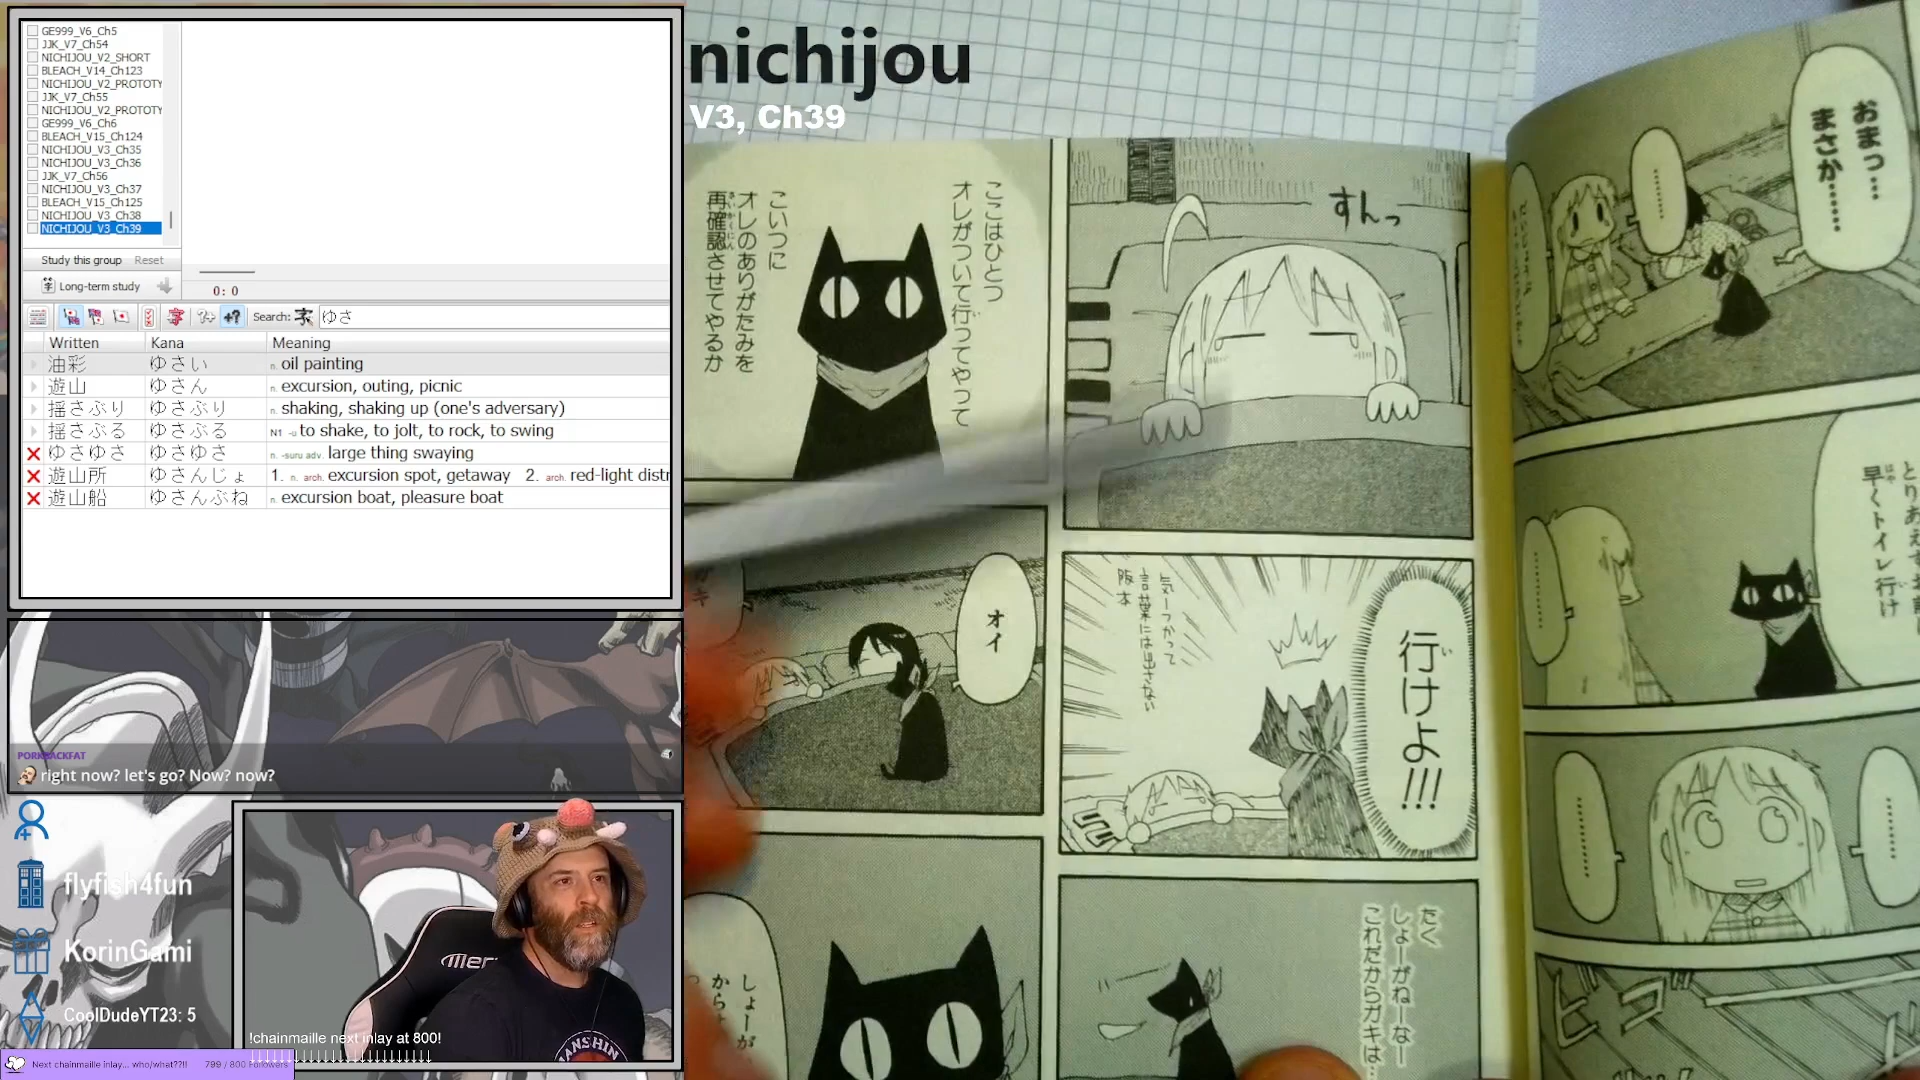 GE999_V6_Ch5
JJK_V7_Ch54
NICHIJOU_V2_SHORT
BLEACH_V14_Ch123
NICHIJOU_V2_PROTOTY
JJK_V7_Ch55
NICHIJOU_V2_PROTOTY
GE999_V6_Ch6
BLEACH_V15_Ch124
NICHIJOU_V3_Ch35
NICHIJOU_V3_Ch36
JJK_V7_Ch56
NICHIJOU_V3_Ch37
BLEACH_V15_Ch125
NICHIJOU_V3_Ch38
NICHIJOU_V3_Ch39
Study this group Reset
Long-term study
0: 0
Search: ゆさ
Written Kana Meaning
油彩 ゆさい n. oil painting
遊山 ゆさん n. excursion, outing, picnic
揺さぶり ゆさぶり n. shaking, shaking up (one's adversary)
揺さぶる ゆさぶる N1 -u to shake, to jolt, to rock, to swing
ゆさゆさ ゆさゆさ n. -suru adv. large thing swaying
遊山所 ゆさんじょ 1. n. arch. excursion spot, getaway 2. arch. red-light distr
遊山船 ゆさんぶね n. excursion boat, pleasure boat
PORKBACKFAT
right now? let's go? Now? now?
flyfish4fun
KorinGami
CoolDudeYT23: 5
!chainmaille next inlay at 800!
Next chainmaille inlay... who/what??!! 799 / 800 Followers
nichijou
V3, Ch39
おまっ…
まさか……
………
早くトイレ行け
………
………
………
すんっ
行けよ!!!
気ーつかって
言葉には出さない
阪本
たく
しょーがねーなー
これだからガキは…
ここはひとつ
オレがついて行ってやって
こいつに
オレのありがたみを
再確認させてやるか
オイ
しょーが